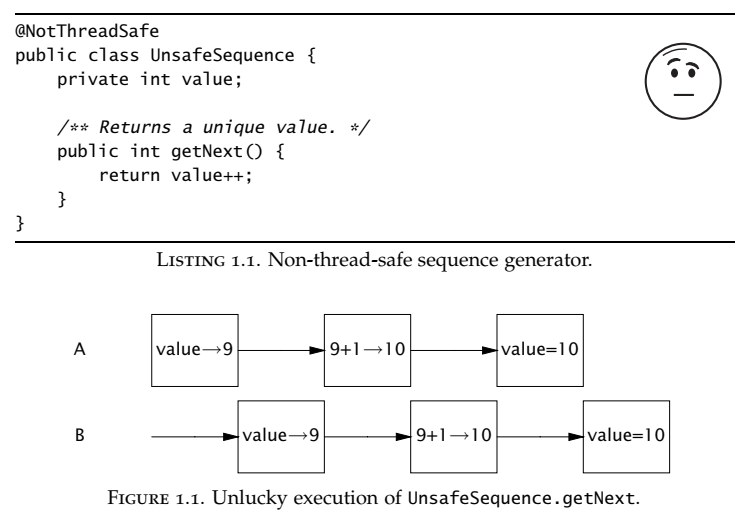 @NotThreadSafe
public class UnsafeSequence {
    private int value;
    /** Returns a unique value. */
    public int getNext() {
        return value++;
    }
}
LISTING 1.1. Non-thread-safe sequence generator.
A value→9 9+1→10 value=10
B value→9 9+1→10 value=10
FIGURE 1.1. Unlucky execution of UnsafeSequence.getNext.